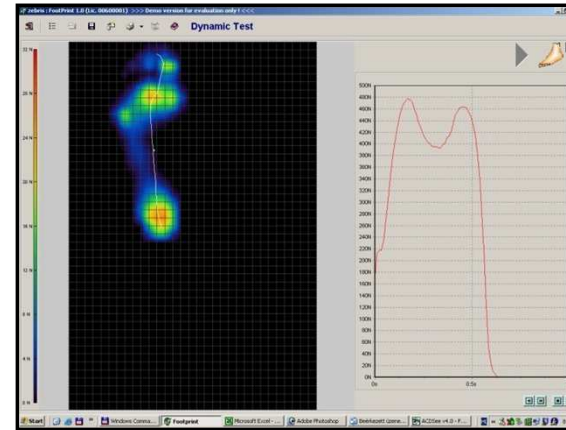 zebris : FootPrint 1.0 (Lic. 00600001) >>> Demo version for evaluation only ! <<<
Dynamic Test
32 N
28 N
24 N
20 N
16 N
12 N
8 N
4 N
0 N
500N
480N
460N
440N
420N
400N
380N
360N
340N
320N
300N
280N
260N
240N
220N
200N
180N
160N
140N
120N
100N
80N
60N
40N
20N
0N
0s 0.5s
Start Windows Comma... Footprint Microsoft Excel - ... Adobe Photoshop Beérkezett üzene... ACDSee v4.0 - F...